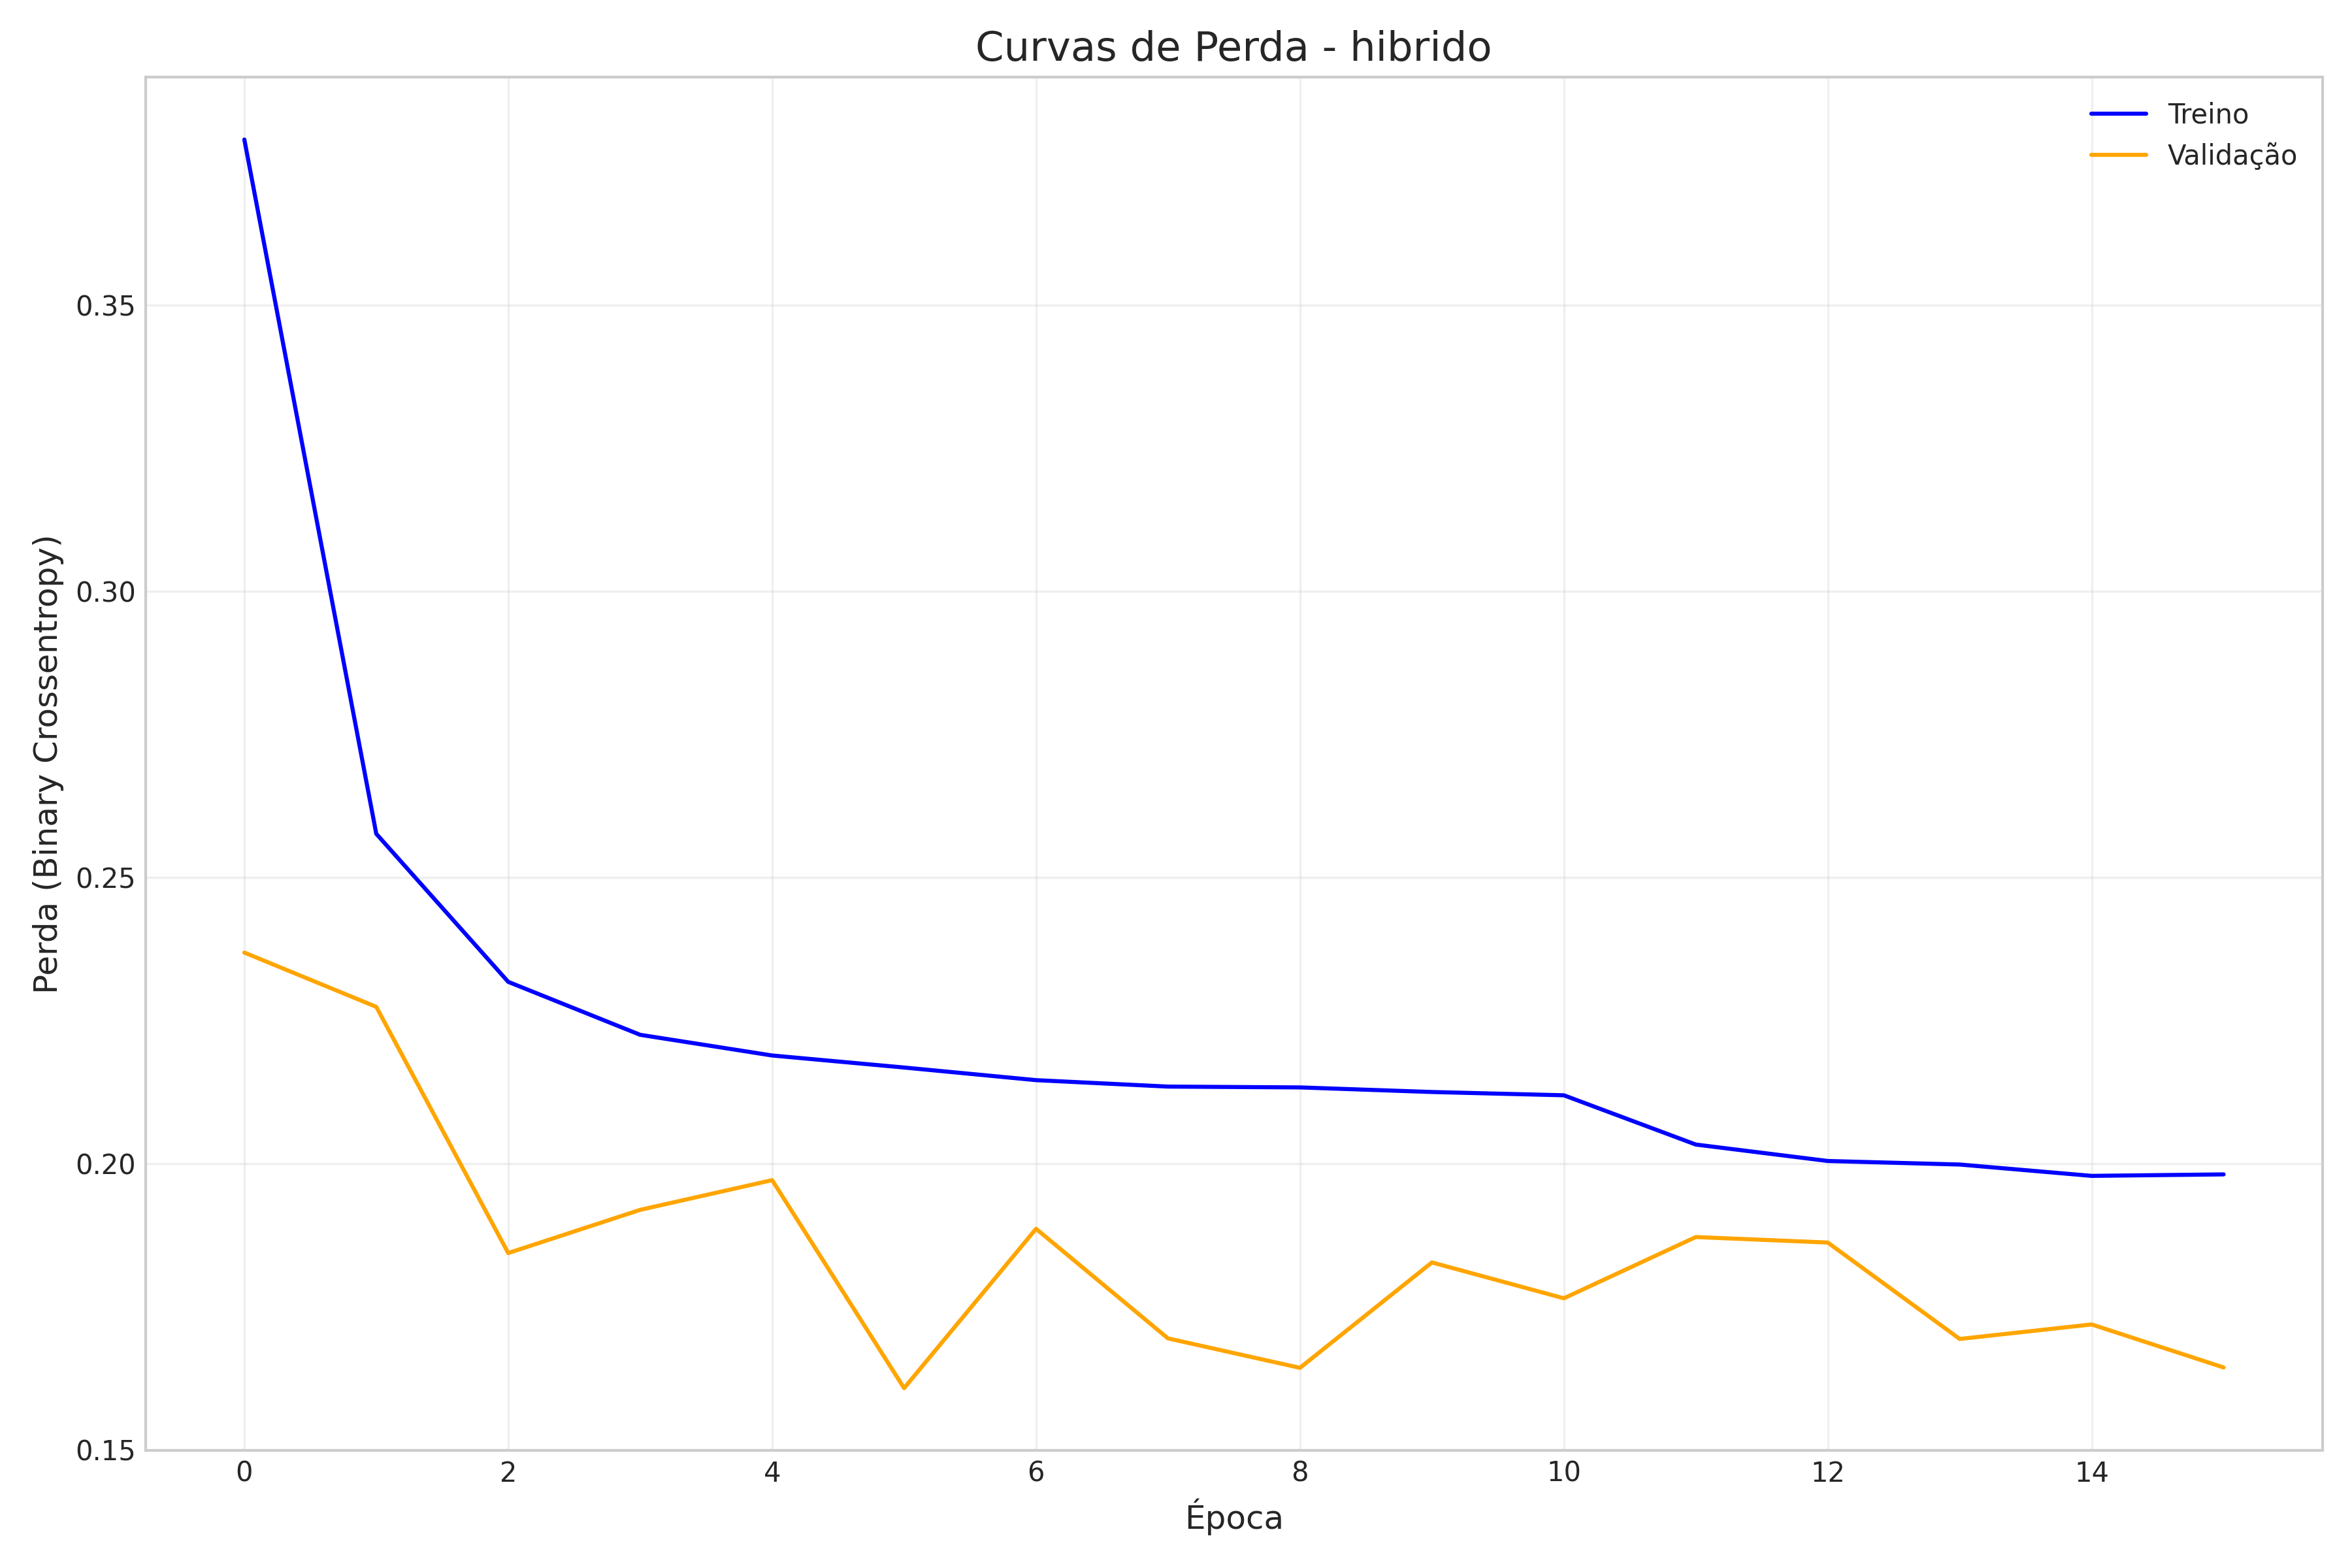 Curvas de Perda - hibrido
Treino
Validação
Perda (Binary Crossentropy)
0.35
0.30
0.25
0.20
0.15
0 2 4 6 8 10 12 14
Época